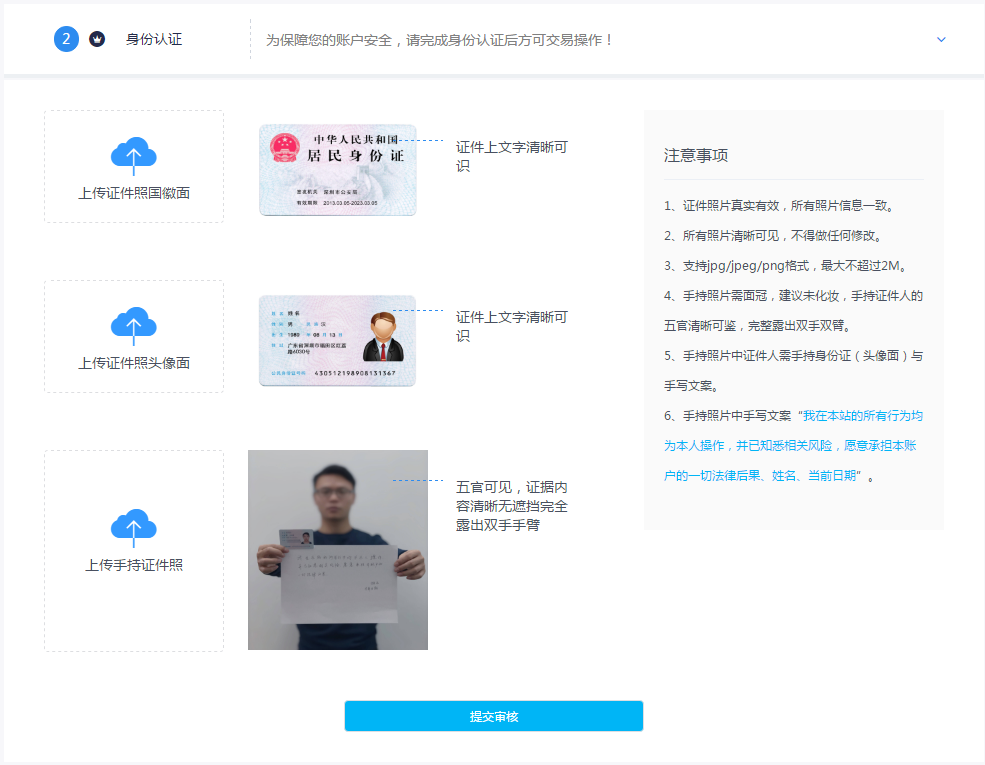 2
身份认证
为保障您的账户安全，请完成身份认证后方可交易操作！
上传证件照国徽面
中华人民共和国
居民身份证
签发机关 深圳市公安局
有效期限 2013.03.05-2023.03.05
证件上文字清晰可
识
上传证件照头像面
姓名 姓名
性别 男 民族 汉
广东省深圳市福田区红荔
路6030号
公民身份证号码 430512198908131367
证件上文字清晰可
识
上传手持证件照
五官可见，证据内
容清晰无遮挡完全
露出双手手臂
注意事项
1、证件照片真实有效，所有照片信息一致。
2、所有照片清晰可见，不得做任何修改。
3、支持jpg/jpeg/png格式，最大不超过2M。
4、手持照片需面冠，建议未化妆，手持证件人的
五官清晰可鉴，完整露出双手双臂。
5、手持照片中证件人需手持身份证（头像面）与
手写文案。
6、手持照片中手写文案“我在本站的所有行为均
为本人操作，并已知悉相关风险，愿意承担本账
户的一切法律后果、姓名、当前日期”。
提交审核